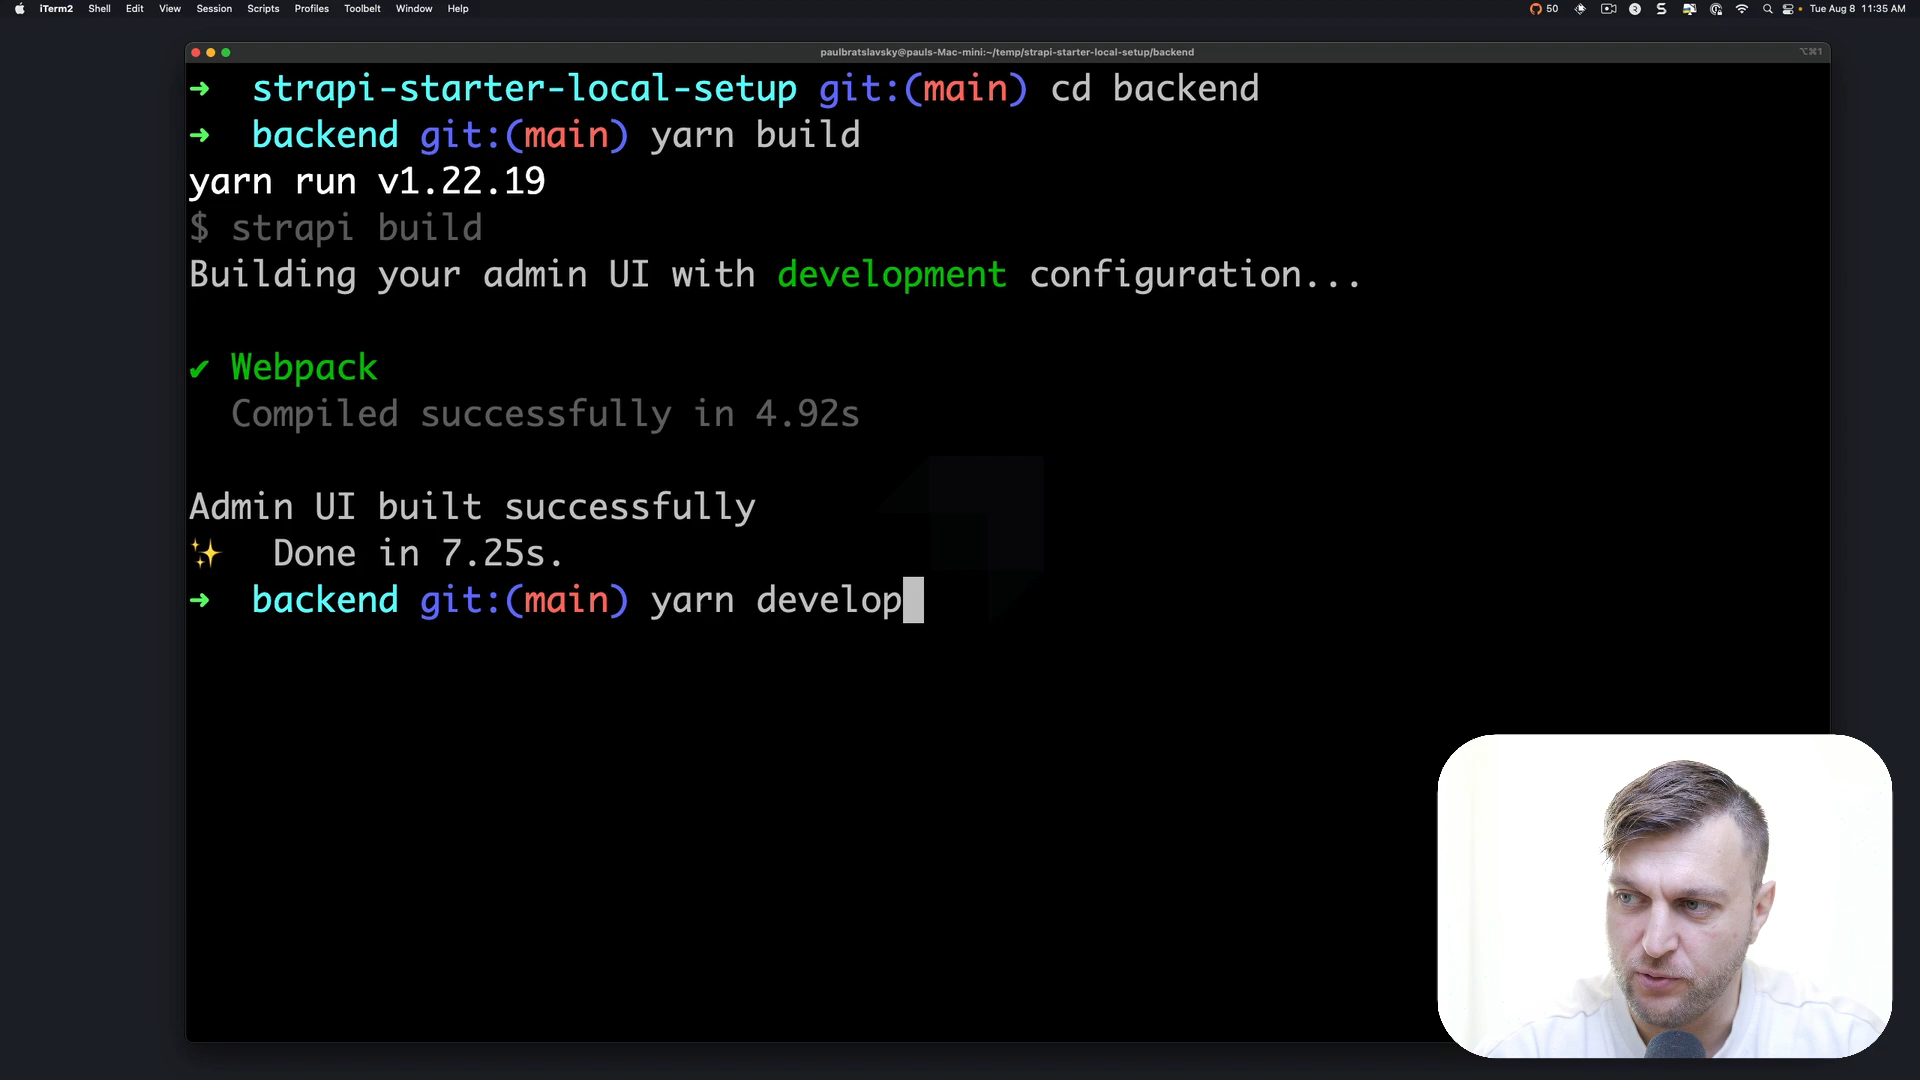 iTerm2 Shell Edit View Session Scripts Profiles Toolbelt Window Help 50 Tue Aug 8 11:35 AM
paulbratslavsky@pauls-Mac-mini:~/temp/strapi-starter-local-setup/backend ⌥⌘1
➜ strapi-starter-local-setup git:(main) cd backend
➜ backend git:(main) yarn build
yarn run v1.22.19
$ strapi build
Building your admin UI with development configuration...
✔ Webpack
Compiled successfully in 4.92s
Admin UI built successfully
✨ Done in 7.25s.
➜ backend git:(main) yarn develop